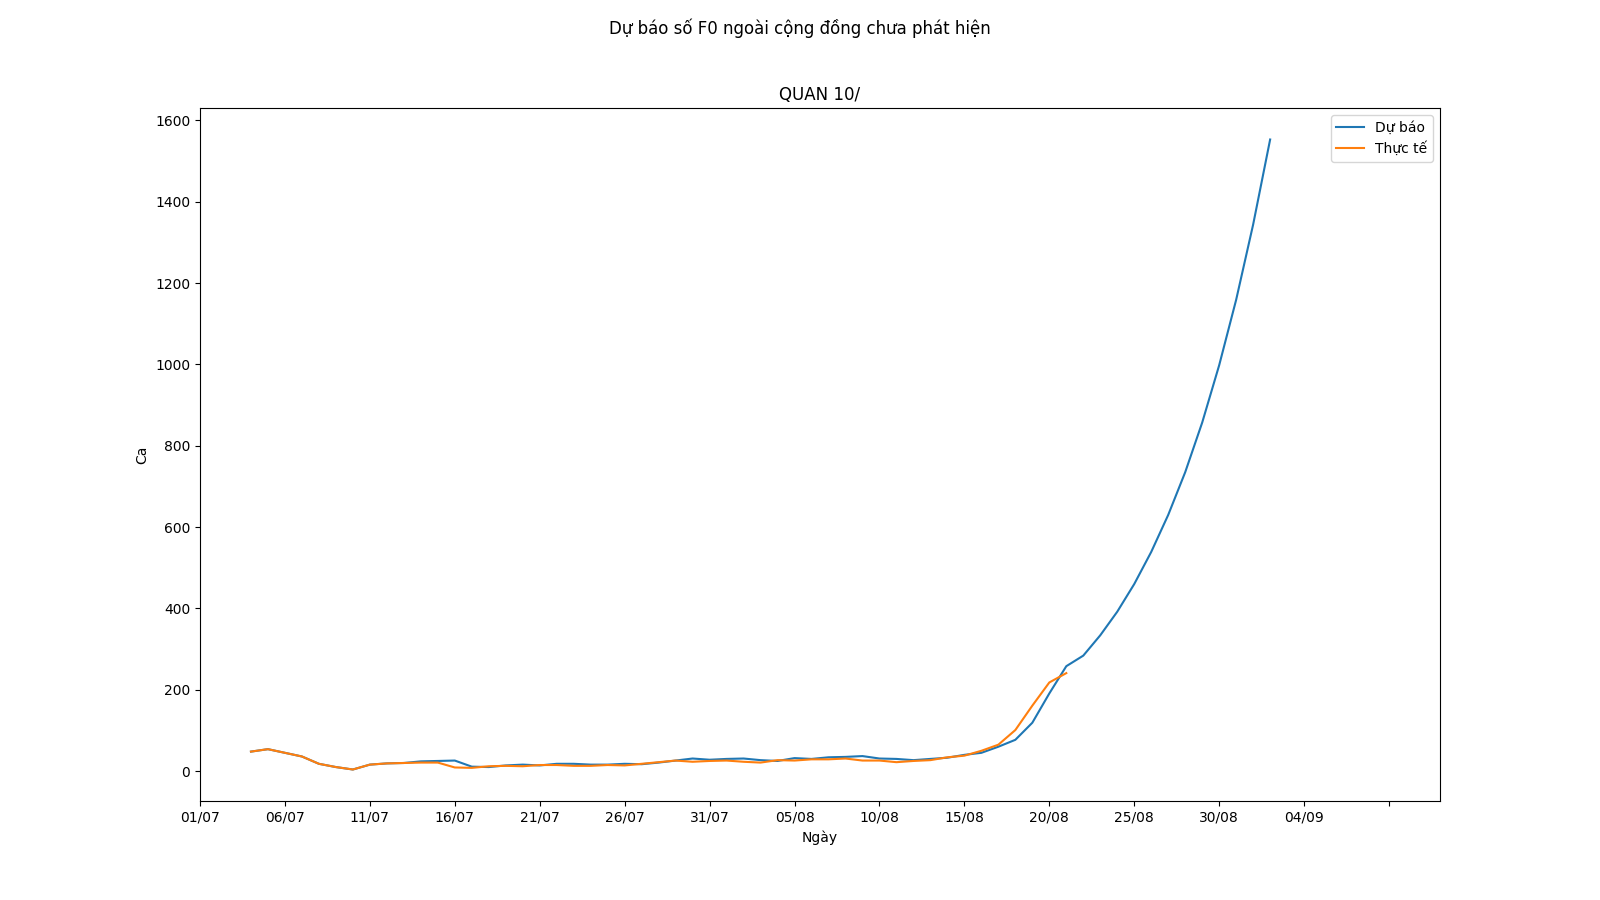 Dự báo số F0 ngoài cộng đồng chưa phát hiện
QUAN 10/
Dự báo
Thực tế
1600
1400
1200
1000
800
600
400
200
0
Ca
01/07 06/07 11/07 16/07 21/07 26/07 31/07 05/08 10/08 15/08 20/08 25/08 30/08 04/09
Ngày